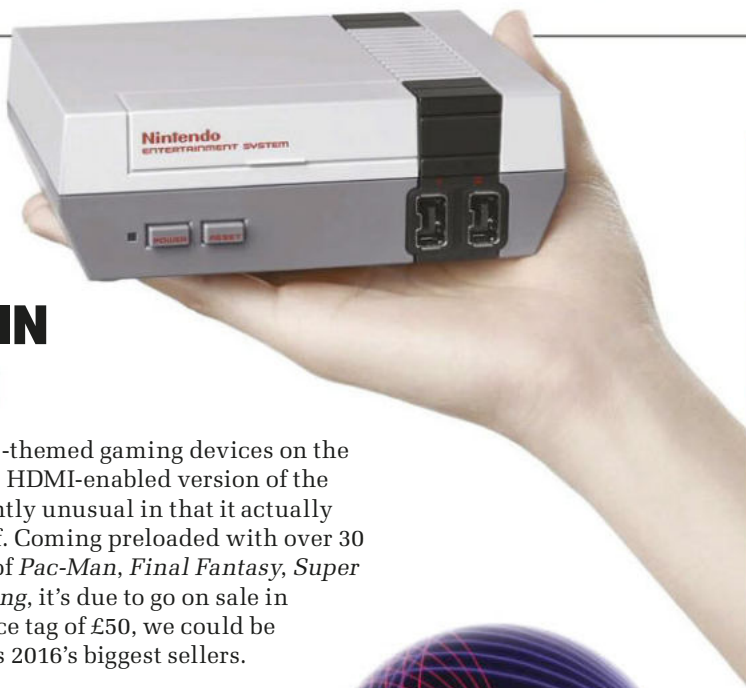 Nintendo
ENTERTAINMENT SYSTEM
POWER
RESET
IN
-themed gaming devices on the
HDMI-enabled version of the
ntly unusual in that it actually
f. Coming preloaded with over 30
of Pac-Man, Final Fantasy, Super
ng, it's due to go on sale in
ce tag of £50, we could be
s 2016's biggest sellers.